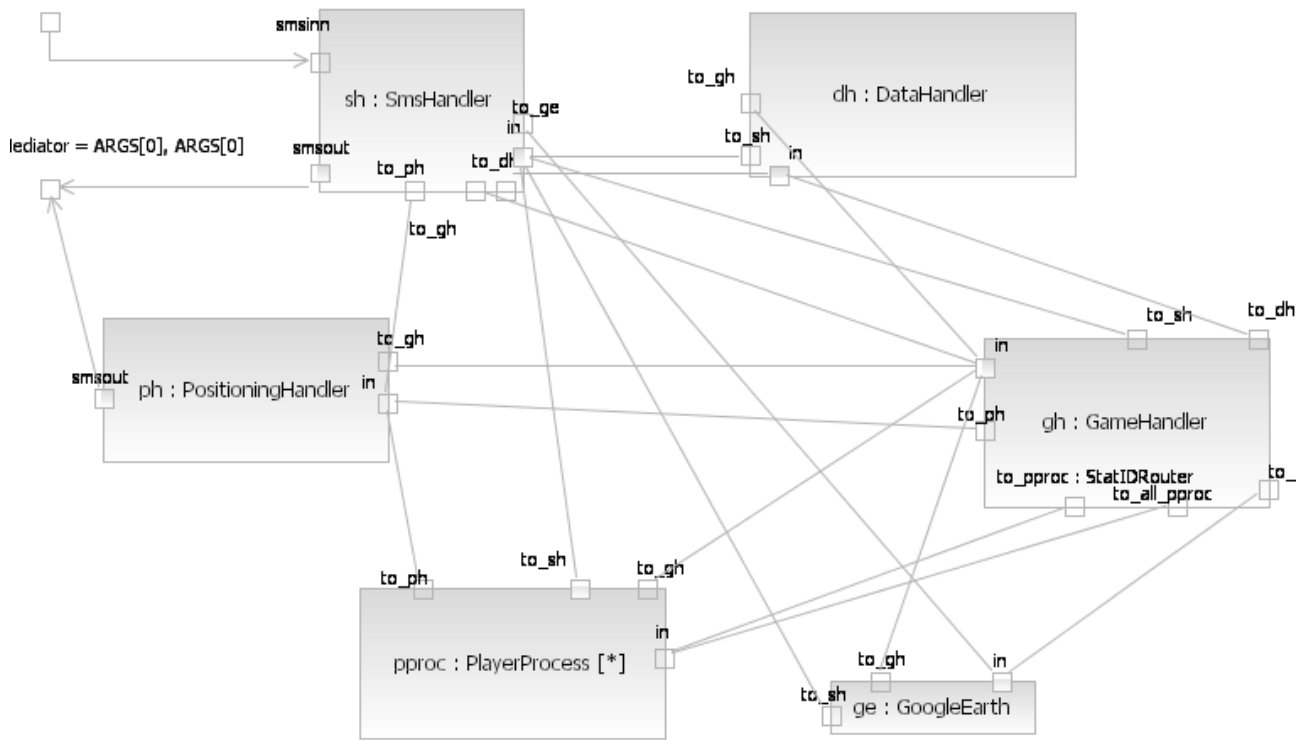 smsinn
to_gh
sh : SmsHandler
dh : DataHandler
to_ge
in
lediator = ARGS[0], ARGS[0]
smsout
to_ph
to_dh
to_sh
in
to_gh
to_sh
to_dh
to_gh
in
smsout
ph : PositioningHandler
in
to_ph
gh : GameHandler
to_pproc : StatIDRouter
to_
to_all_pproc
to_ph
to_sh
to_gh
in
pproc : PlayerProcess [*]
to_gh
in
to_sh
ge : GoogleEarth